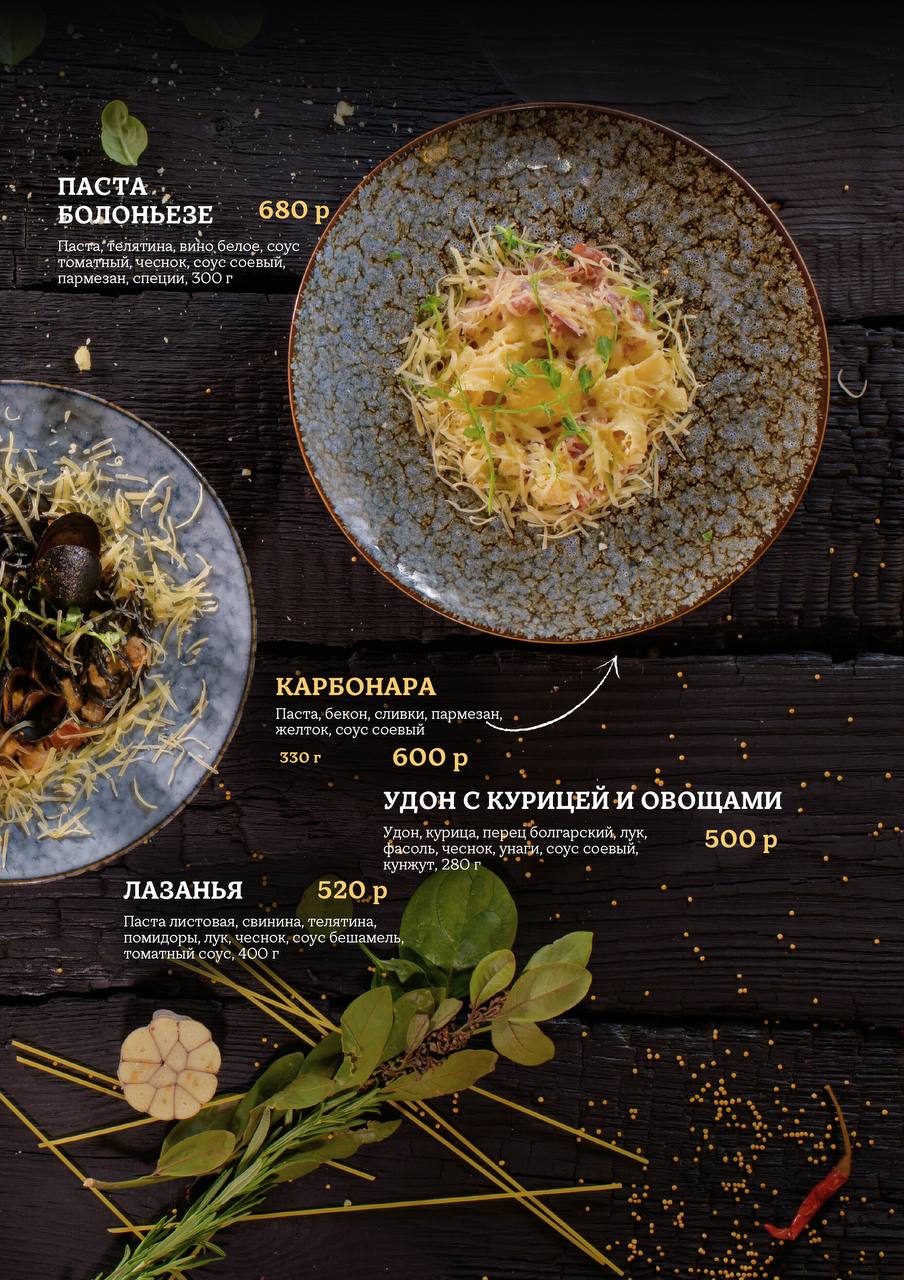 ПАСТА
БОЛОНЬЕЗЕ 680 р
Паста, телятина, вино белое, соус
томатный, чеснок, соус соевый,
пармезан, специи, 300 г
КАРБОНАРА
Паста, бекон, сливки, пармезан,
желток, соус соевый
330 г 600 р
УДОН С КУРИЦЕЙ И ОВОЩАМИ
Удон, курица, перец болгарский, лук,
фасоль, чеснок, унаги, соус соевый,
кунжут, 280 г
500 р
ЛАЗАНЬЯ 520 р
Паста листовая, свинина, телятина,
помидоры, лук, чеснок, соус бешамель,
томатный соус, 400 г